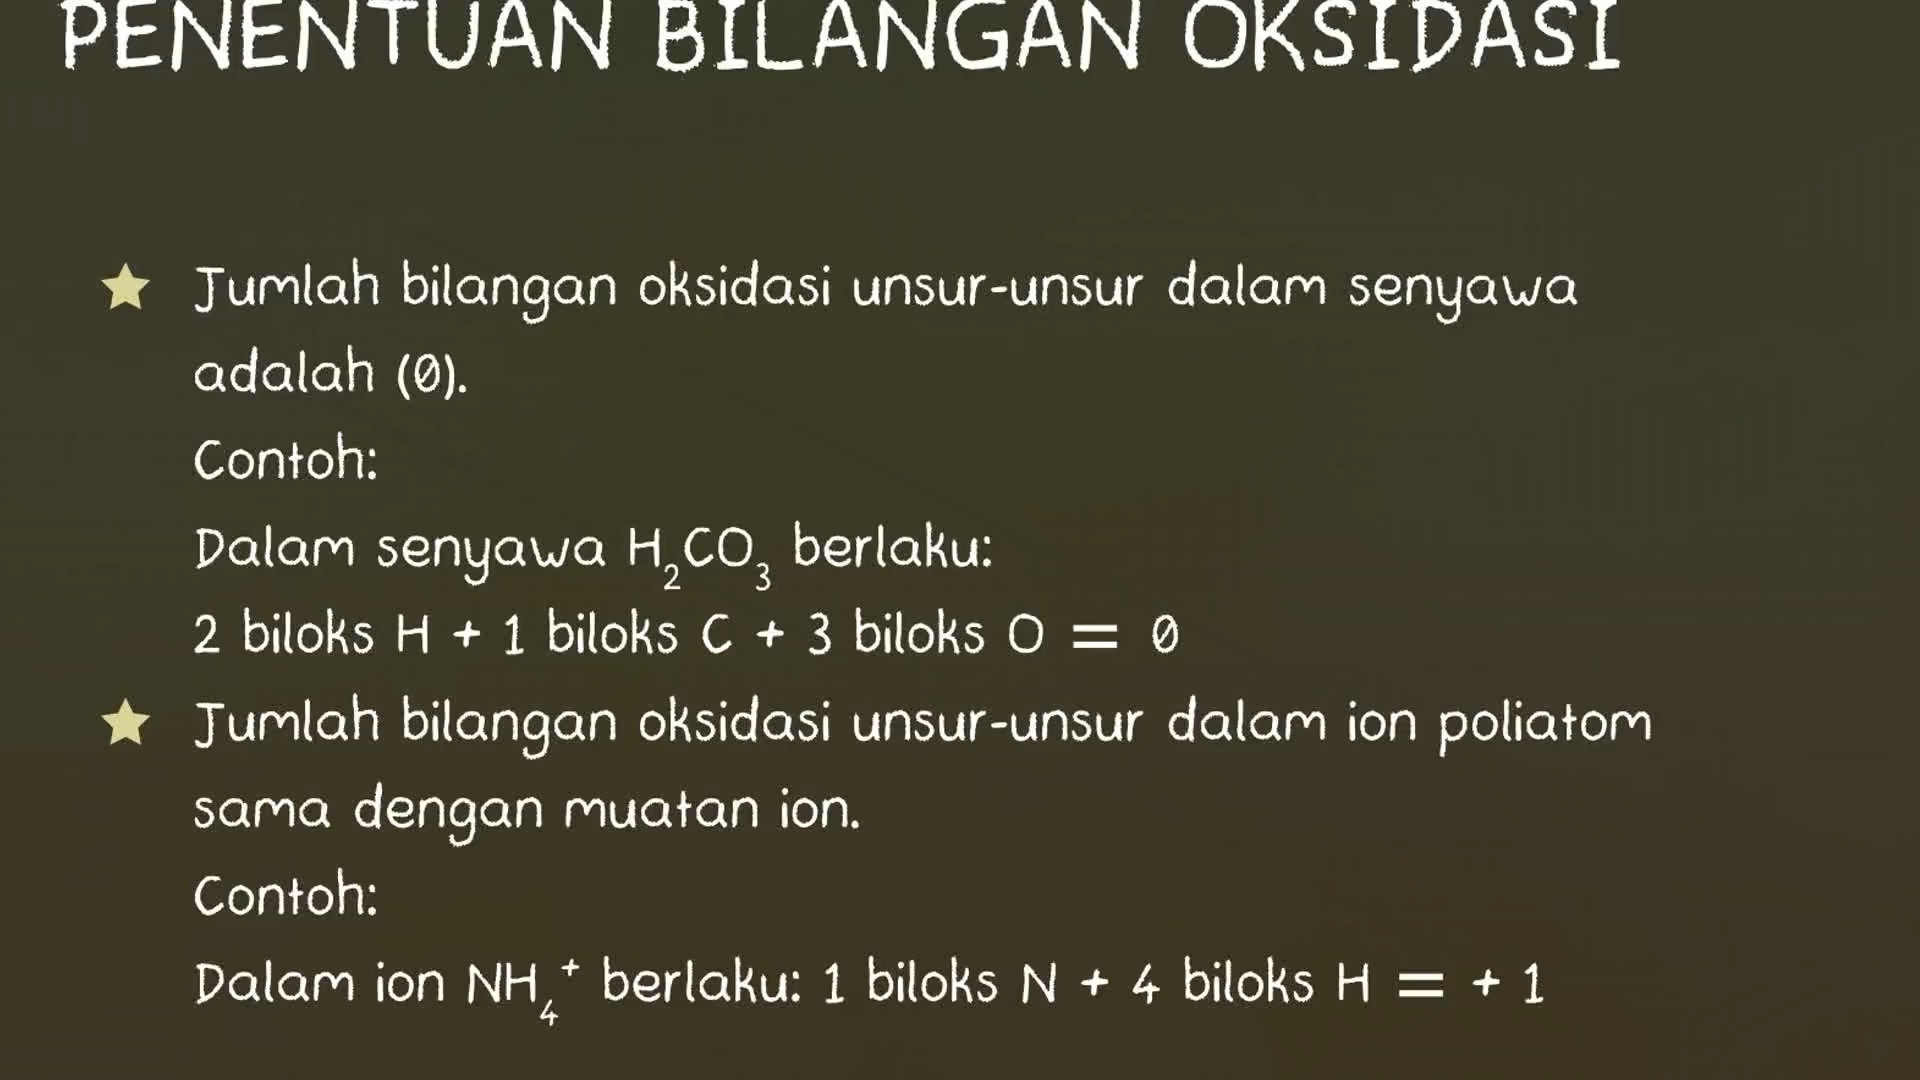 PENENTUAN BILANGAN OKSIDASI
Jumlah bilangan oksidasi unsur-unsur dalam senyawa
adalah (0).
Contoh:
Dalam senyawa H₂CO₃ berlaku:
2 biloks H + 1 biloks C + 3 biloks O = 0
Jumlah bilangan oksidasi unsur-unsur dalam ion poliatom
sama dengan muatan ion.
Contoh:
Dalam ion NH₄⁺ berlaku: 1 biloks N + 4 biloks H = + 1